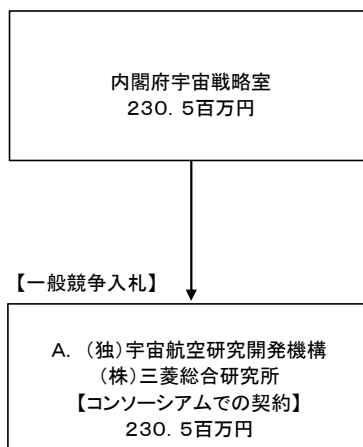 内閣府宇宙戦略室
230．5百万円
【一般競争入札】
A．（独）宇宙航空研究開発機構
（株）三菱総合研究所
【コンソーシアムでの契約】
230．5百万円